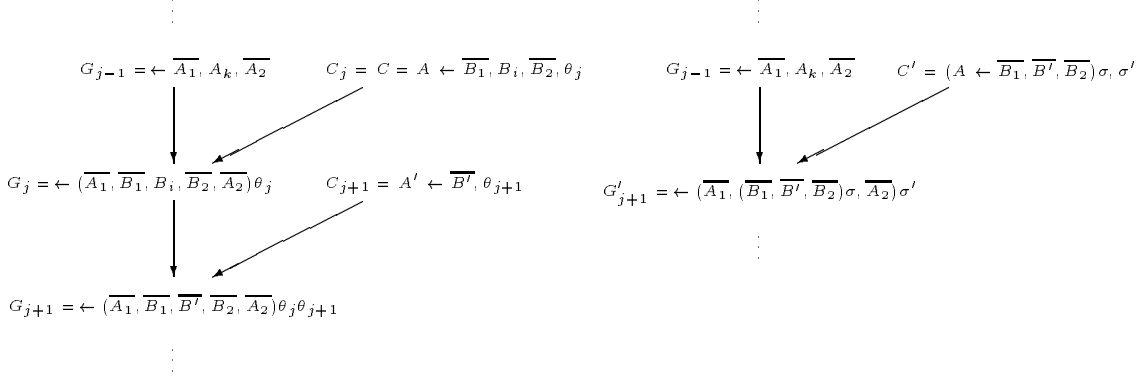 G_{j−1} = ← \overline{A_1}, A_k, \overline{A_2}
C_j = C = A ← \overline{B_1}, B_i, \overline{B_2}, θ_j
G_j = ← (\overline{A_1}, \overline{B_1}, B_i, \overline{B_2}, \overline{A_2})θ_j
C_{j+1} = A′ ← \overline{B′}, θ_{j+1}
G_{j+1} = ← (\overline{A_1}, \overline{B_1}, \overline{B′}, \overline{B_2}, \overline{A_2})θ_jθ_{j+1}
G_{j−1} = ← \overline{A_1}, A_k, \overline{A_2}
C′ = (A ← \overline{B_1}, \overline{B′}, \overline{B_2})σ, σ′
G′_{j+1} = ← (\overline{A_1}, (\overline{B_1}, \overline{B′}, \overline{B_2})σ, \overline{A_2})σ′